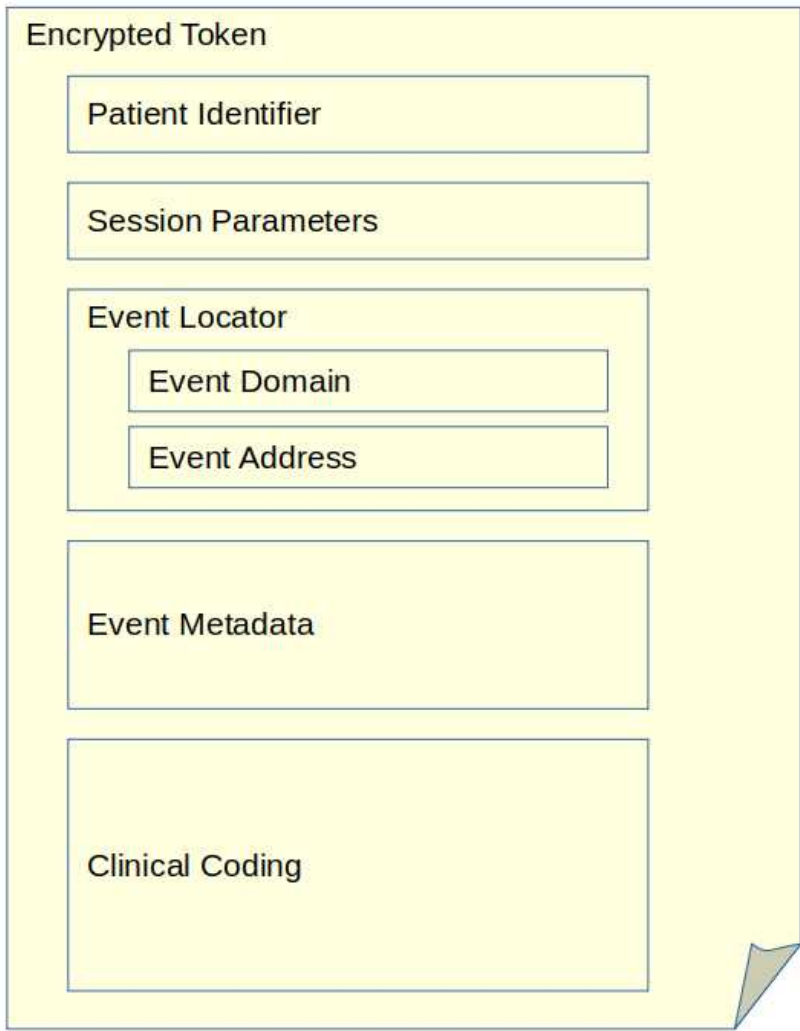 Encrypted Token
Patient Identifier
Session Parameters
Event Locator
Event Domain
Event Address
Event Metadata
Clinical Coding